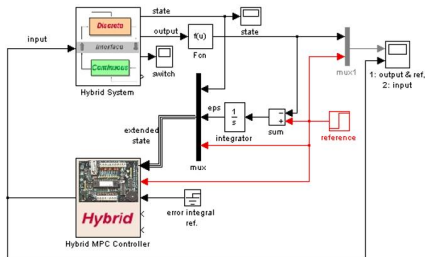 state
Discrete
output
input
Interface
f(u)
state
Fcn
switch
Continuous
Hybrid System
mux1
1: output & ref,
2: input
eps
1
s
integrator
sum
reference
extended
state
mux
Hybrid
error integral
ref.
Hybrid MPC Controller